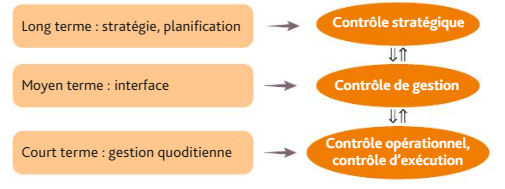 Long terme : stratégie, planification
Contrôle stratégique
Moyen terme : interface
Contrôle de gestion
Court terme : gestion quoditienne
Contrôle opérationnel,
contrôle d'exécution